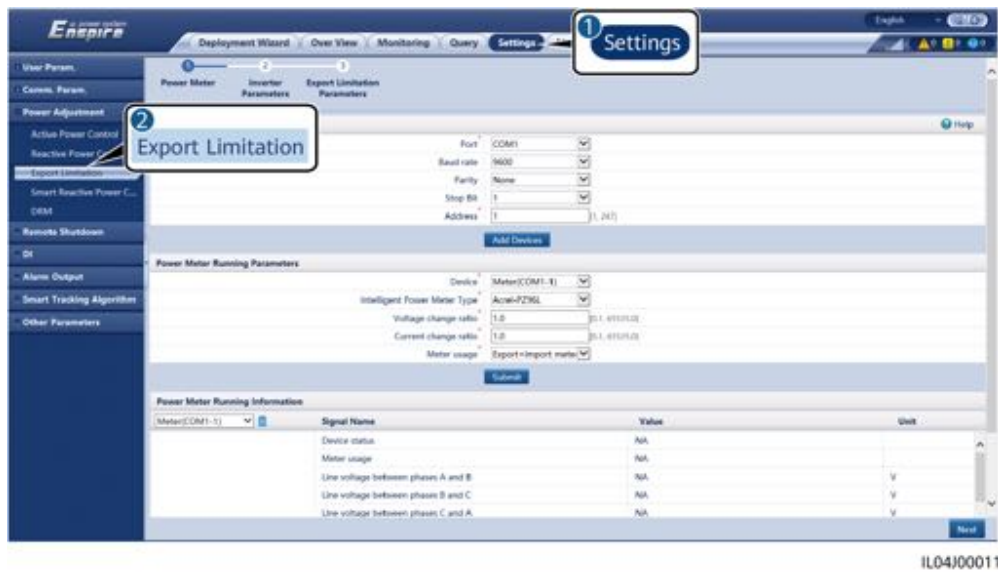 Enspire
English
Deployment Wizard
Over View
Monitoring
Query
Settings
1
Settings
User Param.
Comm. Param.
Power Adjustment
Active Power Control
Reactive Power
Export Limitation
Smart Reactive Power C...
DRM
Remote Shutdown
DI
Alarm Output
Smart Tracking Algorithm
Other Parameters
2
Export Limitation
1
2
3
Power Meter
Inverter Parameters
Export Limitation Parameters
Help
Port
COM1
Baud rate
9600
Parity
None
Stop Bit
1
Address
1
[1, 247]
Add Devices
Power Meter Running Parameters
Device
Meter(COM1-1)
Intelligent Power Meter Type
Acrel-PZ96L
Voltage change ratio
1.0
Current change ratio
1.0
Meter usage
Export+import mete
Submit
Power Meter Running Information
Meter(COM1-1)
Signal Name
Value
Unit
Device status
NA
Meter usage
NA
Line voltage between phases A and B
NA
V
Line voltage between phases B and C
NA
V
Line voltage between phases C and A
NA
V
Next
IL04J00011